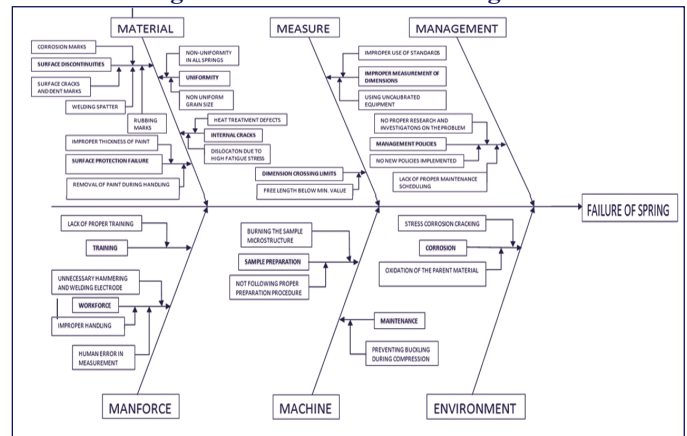 MATERIAL
MEASURE
MANAGEMENT
CORROSION MARKS
SURFACE DISCONTINUITIES
SURFACE CRACKS
AND DENT MARKS
WELDING SPATTER
RUBBING
MARKS
NON-UNIFORMITY
IN ALL SPRINGS
UNIFORMITY
NON UNIFORM
GRAIN SIZE
HEAT TREATMENT DEFECTS
INTERNAL CRACKS
DISLOCATON DUE TO
HIGH FATIGUE STRESS
IMPROPER THIDKESS OF PAINT
SURFACE PROTECTION FAILURE
REMOVAL OF PAINT DURING HANDLING
IMPROPER USE OF STANDARDS
IMPROPER MEASUREMENT OF
DIMENSIONS
USING UNCALIBRATED
EQUIPMENT
DIMENSION CROSSING LIMITS
FREE LENGTH BELOW MIN. VALUE
NO PROPER RESEARCH AND
INVESTIGATONS ON THE PROBLEM
MANAGEMENT POLICIES
NO NEW POLICIES IMPLEMENTED
LACK OF PROPER MAINTENANCE
SCHEDULING
FAILURE OF SPRING
LACK OF PROPER TRAINING
TRAINING
UNNECESSARY HAMMERING
AND WELDING ELECTRODE
WORKFORCE
IMPROPER HANDLING
HUMAN ERROR IN
MEASUREMENT
BURNING THE SAMPLE
MICROSTRUCTURE
SAMPLE PREPARATION
NOT FOLLOWING PROPER
PREPARATION PROCEDURE
MAINTENANCE
PREVENTING BUCKLING
DURING COMPRESSION
STRESS CORROSION CRACKING
CORROSION
OXIDATION OF THE PARENT MATERIAL
MANFORCE
MACHINE
ENVIRONMENT